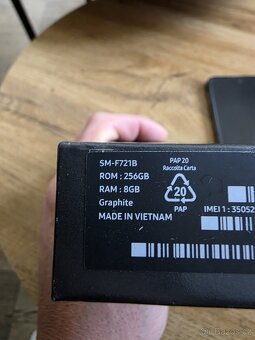 SM-F721B
ROM : 256GB
RAM : 8GB
Graphite
MADE IN VIETNAM
PAP 20
Raccolta Carta
20
PAP
IMEI 1 : 35052